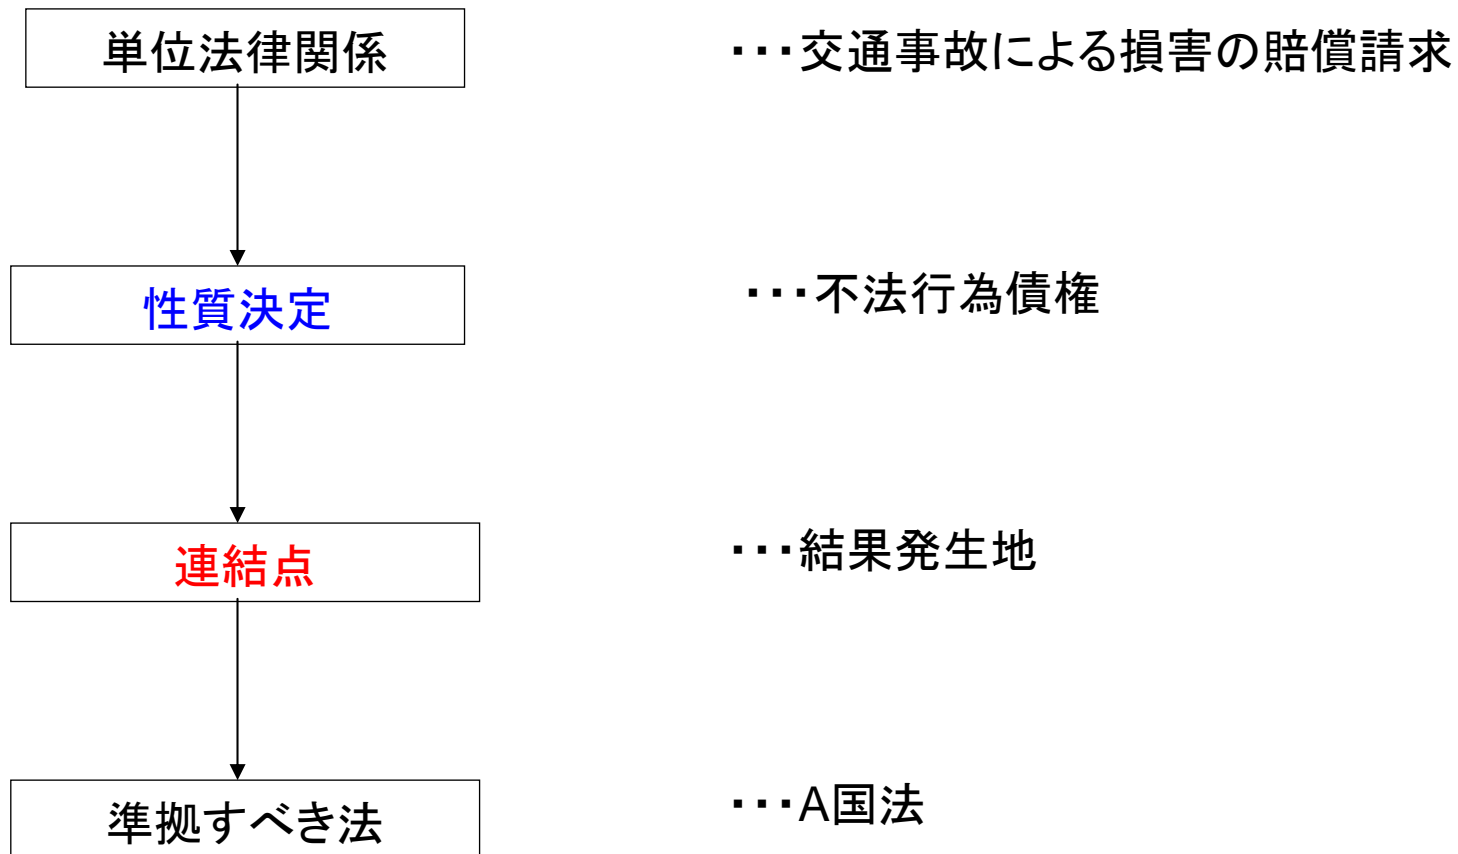 単位法律関係 ・・・交通事故による損害の賠償請求
性質決定 ・・・不法行為債権
連結点 ・・・結果発生地
準拠すべき法 ・・・A国法